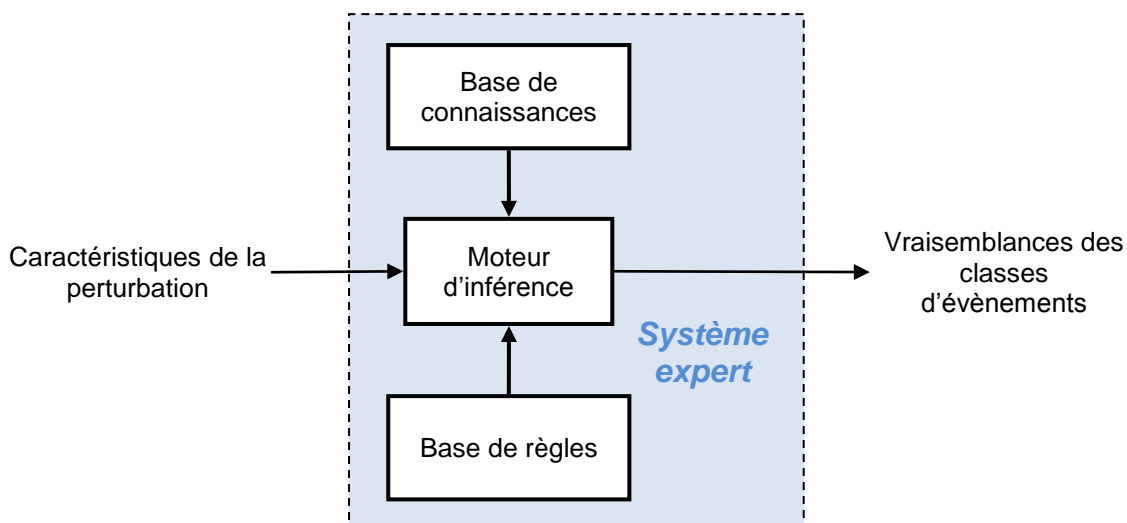 Base de
connaissances
Caractéristiques de la
perturbation
Moteur
d’inférence
Vraisemblances des
classes
d’évènements
Système
expert
Base de règles